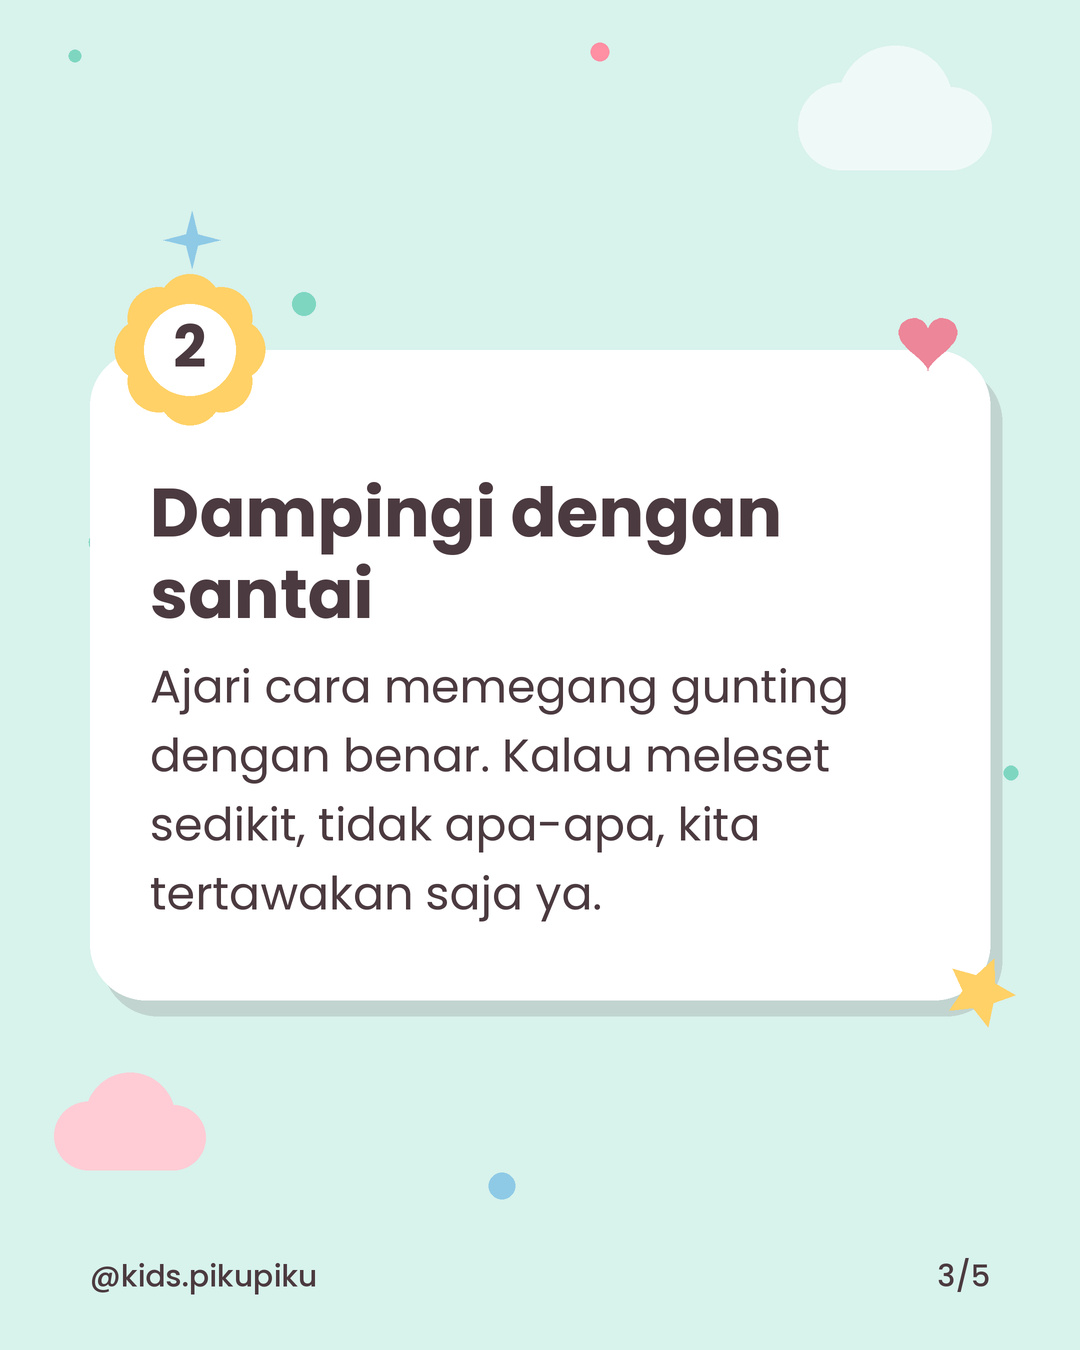 2
Dampingi dengan
santai
Ajari cara memegang gunting
dengan benar. Kalau meleset
sedikit, tidak apa-apa, kita
tertawakan saja ya.
@kids.pikupiku
3/5